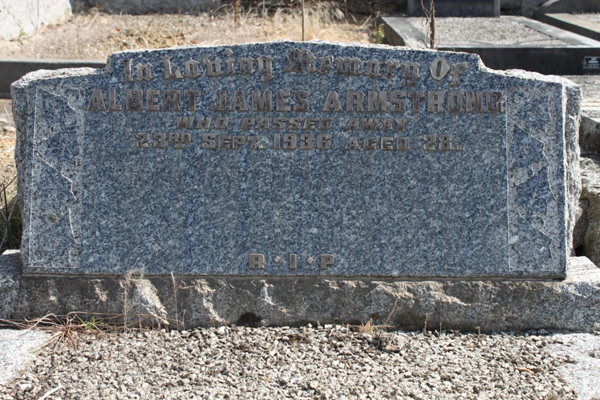 In Loving Memory Of
ALBERT JAMES ARMSTRONG
WHO PASSED AWAY
23RD SEPT. 1936 AGED 28.
R·I·P